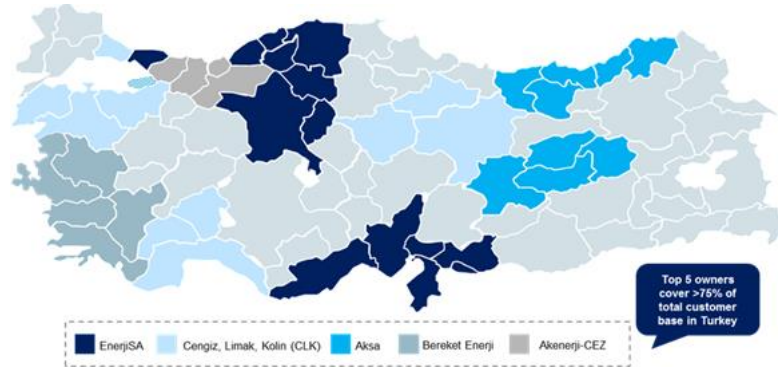 Top 5 owners
cover >75% of
total customer
base in Turkey
EnerjiSA
Cengiz, Limak, Kolin (CLK)
Aksa
Bereket Enerji
Akenerji-CEZ